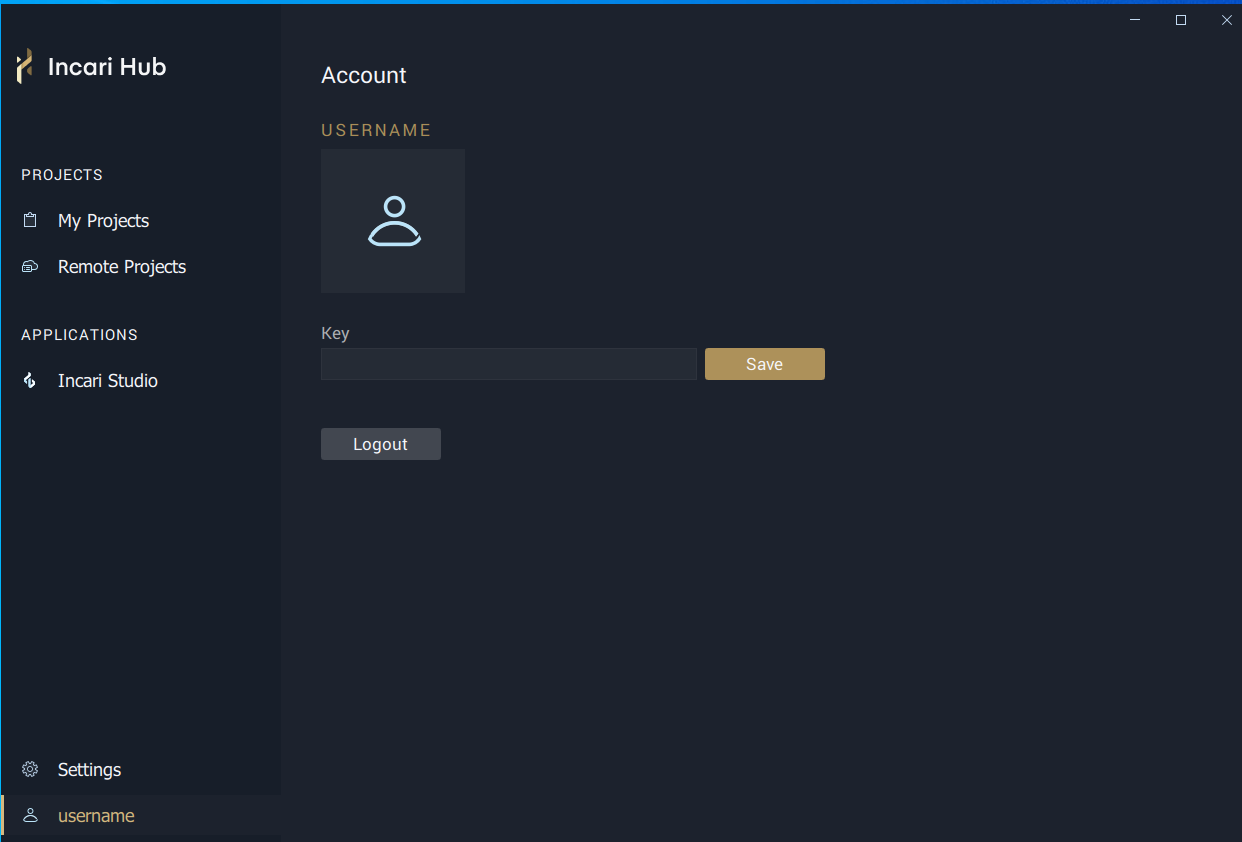 Incari Hub
PROJECTS
My Projects
Remote Projects
APPLICATIONS
Incari Studio
Settings
username
Account
USERNAME
Key
Save
Logout